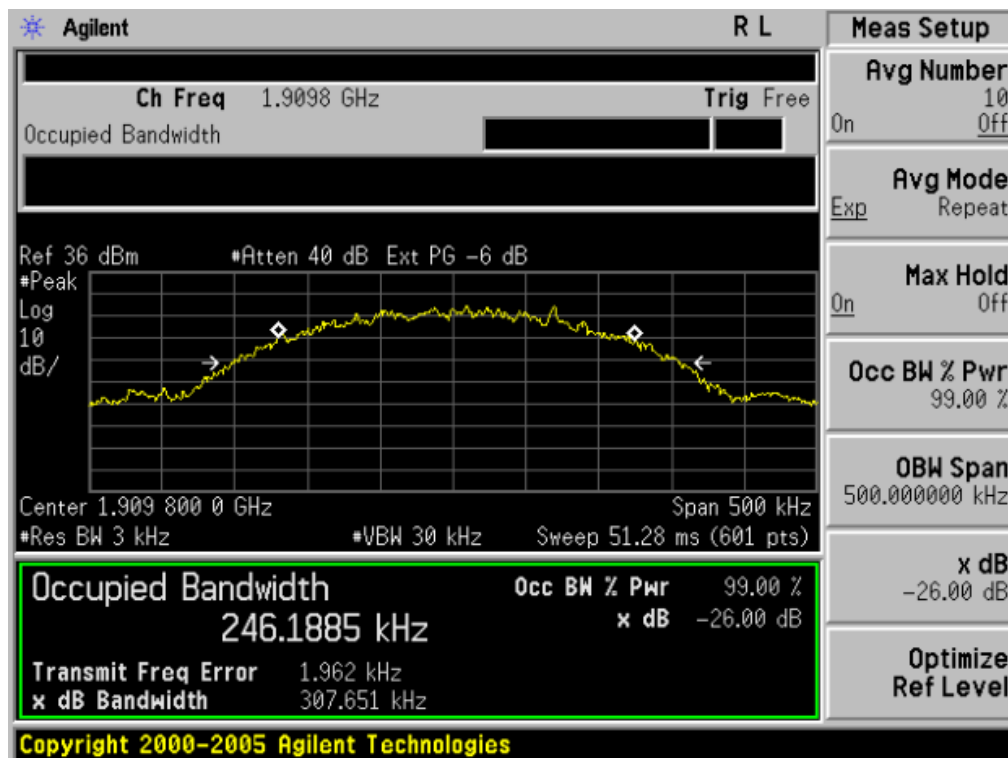 Agilent R L
Ch Freq 1.9098 GHz Trig Free
Occupied Bandwidth
Ref 36 dBm #Atten 40 dB Ext PG -6 dB
#Peak
Log
10
dB/
Center 1.909 800 0 GHz Span 500 kHz
#Res BW 3 kHz #VBW 30 kHz Sweep 51.28 ms (601 pts)
Occupied Bandwidth Occ BW % Pwr 99.00 %
246.1885 kHz x dB -26.00 dB
Transmit Freq Error 1.962 kHz
x dB Bandwidth 307.651 kHz
Copyright 2000-2005 Agilent Technologies
Meas Setup
Avg Number
10
On Off
Avg Mode
Exp Repeat
Max Hold
On Off
Occ BW % Pwr
99.00 %
OBW Span
500.000000 kHz
x dB
-26.00 dB
Optimize
Ref Level